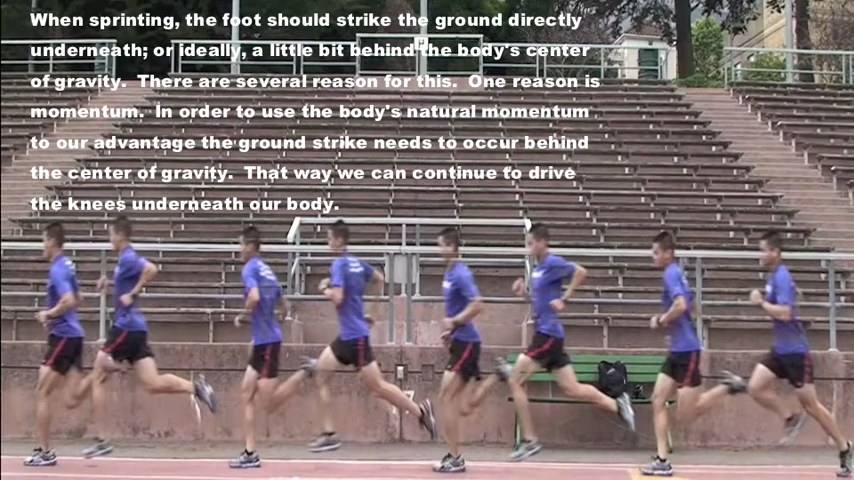 When sprinting, the foot should strike the ground directly
underneath; or ideally, a little bit behind the body's center
of gravity.  There are several reason for this.  One reason is
momentum.  In order to use the body's natural momentum
to our advantage the ground strike needs to occur behind
the center of gravity.  That way we can continue to drive
the knees underneath our body.